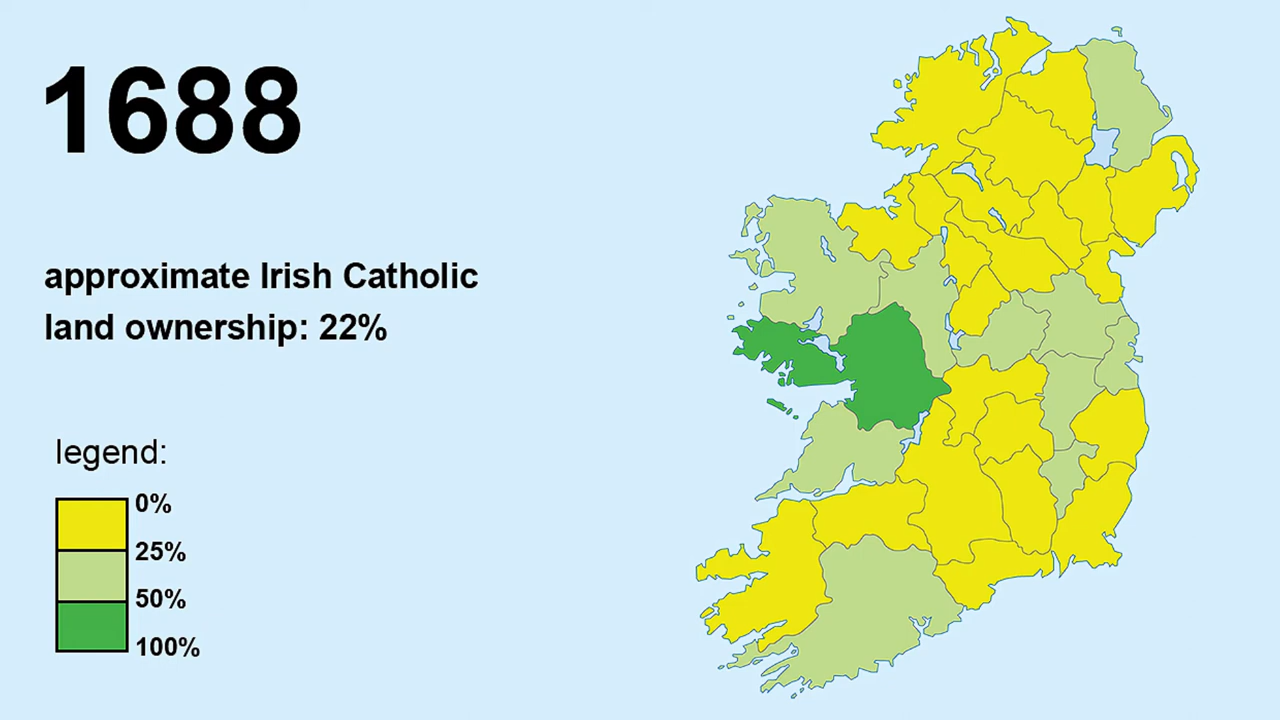 1688
approximate Irish Catholic
land ownership: 22%
legend:
0%
25%
50%
100%